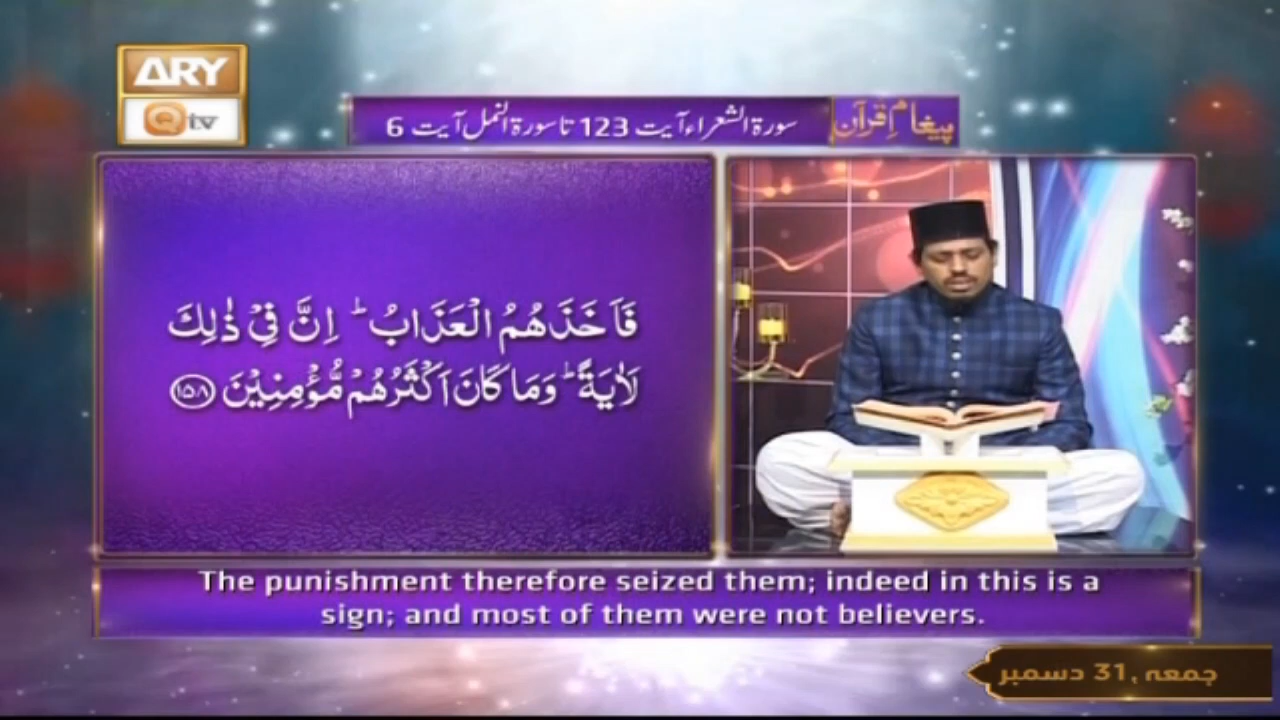 ARY
Qtv
پیغامِ قرآن
سورۃ الشعراء آیت 123 تا سورۃ النمل آیت 6
فَاَخَذَهُمُ الۡعَذَابُ‌ؕ اِنَّ فِىۡ ذٰ لِكَ
لَاٰيَةً‌ ؕ وَمَا كَانَ اَكۡثَرُهُمۡ مُّؤۡمِنِيۡنَ ﴿۱۵۸﴾
The punishment therefore seized them; indeed in this is a
sign; and most of them were not believers.
جمعہ, 31 دسمبر